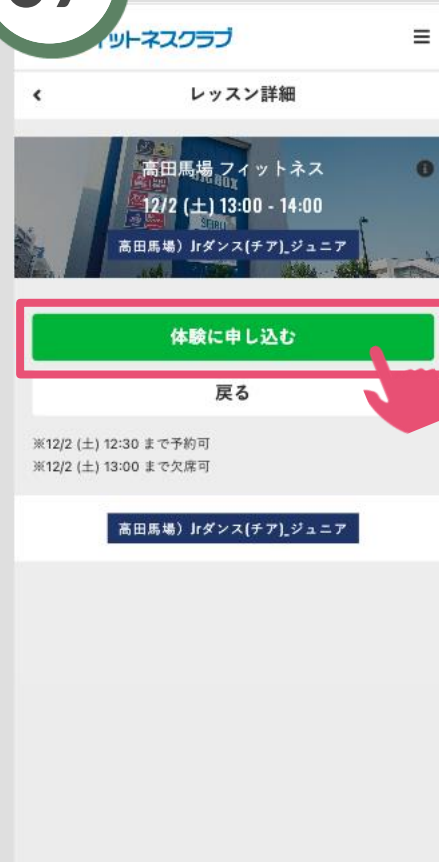 ットネスクラブ
レッスン詳細
高田馬場 フィットネス
12/2 (土) 13:00 - 14:00
高田馬場）Jrダンス(チア)_ジュニア
体験に申し込む
戻る
※12/2 (土) 12:30 まで予約可
※12/2 (土) 13:00 まで欠席可
高田馬場）Jrダンス(チア)_ジュニア